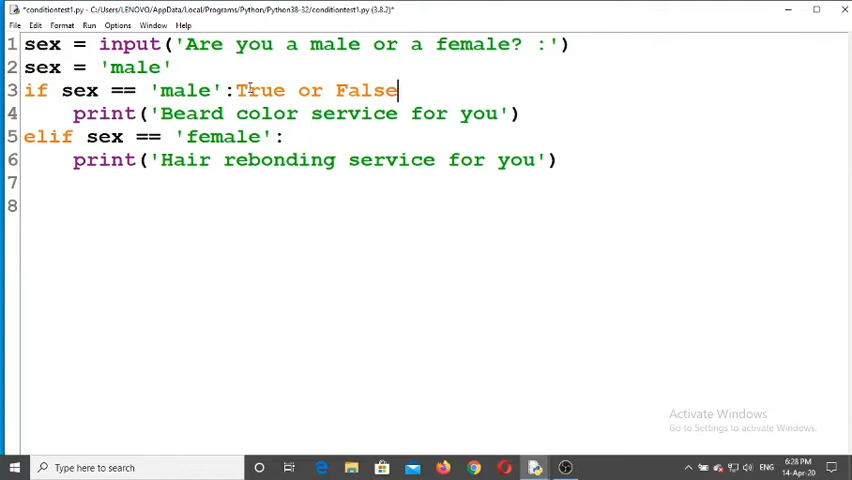 *conditiontest1.py - C:/Users/LENOVO/AppData/Local/Programs/Python/Python38-32/conditiontest1.py (3.8.2)*
File Edit Format Run Options Window Help
1 sex = input('Are you a male or a female? :')
2 sex = 'male'
3 if sex == 'male':True or False
4     print('Beard color service for you')
5 elif sex == 'female':
6     print('Hair rebonding service for you')
7
8
Activate Windows
Go to Settings to activate Windows.
Type here to search
ENG
6:28 PM
14-Apr-20